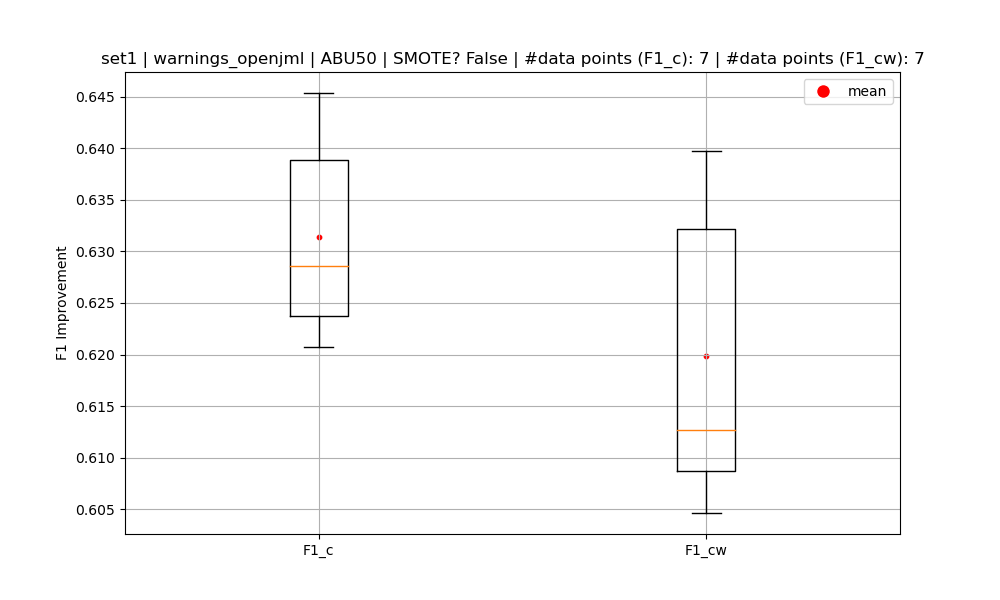 set1 | warnings_openjml | ABU50 | SMOTE? False | #data points (F1_c): 7 | #data points (F1_cw): 7
mean
0.645
0.640
0.635
0.630
0.625
0.620
0.615
0.610
0.605
F1 Improvement
F1_c
F1_cw